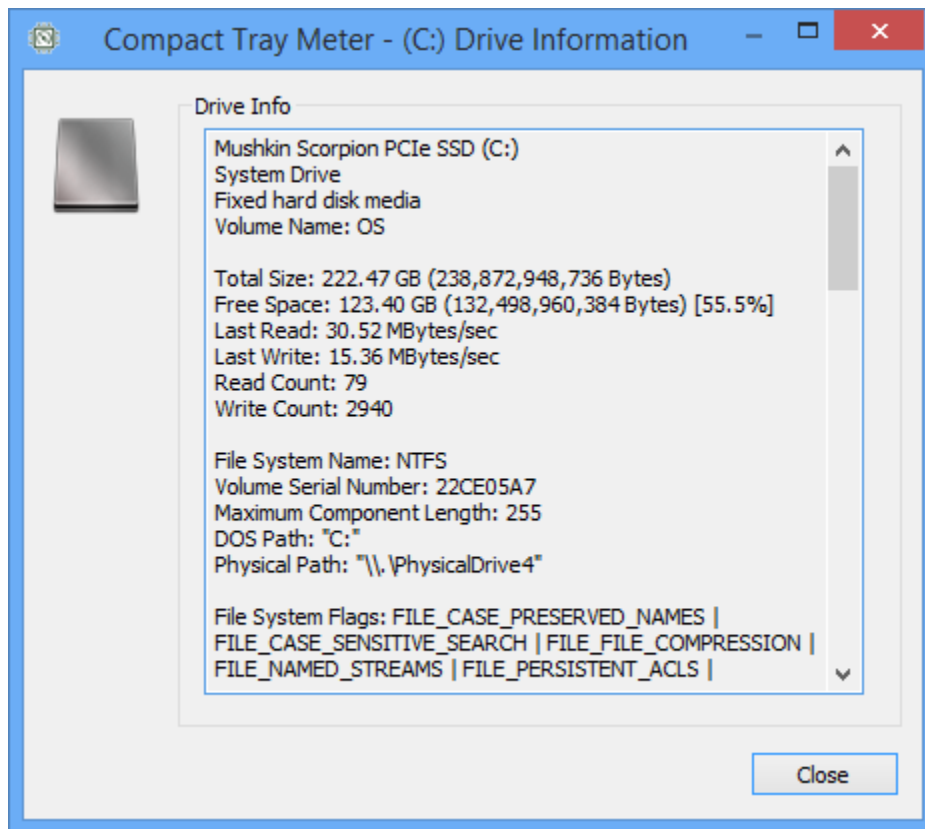 Compact Tray Meter - (C:) Drive Information
Drive Info
Mushkin Scorpion PCIe SSD (C:)
System Drive
Fixed hard disk media
Volume Name: OS
Total Size: 222.47 GB (238,872,948,736 Bytes)
Free Space: 123.40 GB (132,498,960,384 Bytes) [55.5%]
Last Read: 30.52 MBytes/sec
Last Write: 15.36 MBytes/sec
Read Count: 79
Write Count: 2940
File System Name: NTFS
Volume Serial Number: 22CE05A7
Maximum Component Length: 255
DOS Path: "C:"
Physical Path: "\\.\PhysicalDrive4"
File System Flags: FILE_CASE_PRESERVED_NAMES |
FILE_CASE_SENSITIVE_SEARCH | FILE_FILE_COMPRESSION |
FILE_NAMED_STREAMS | FILE_PERSISTENT_ACLS |
Close